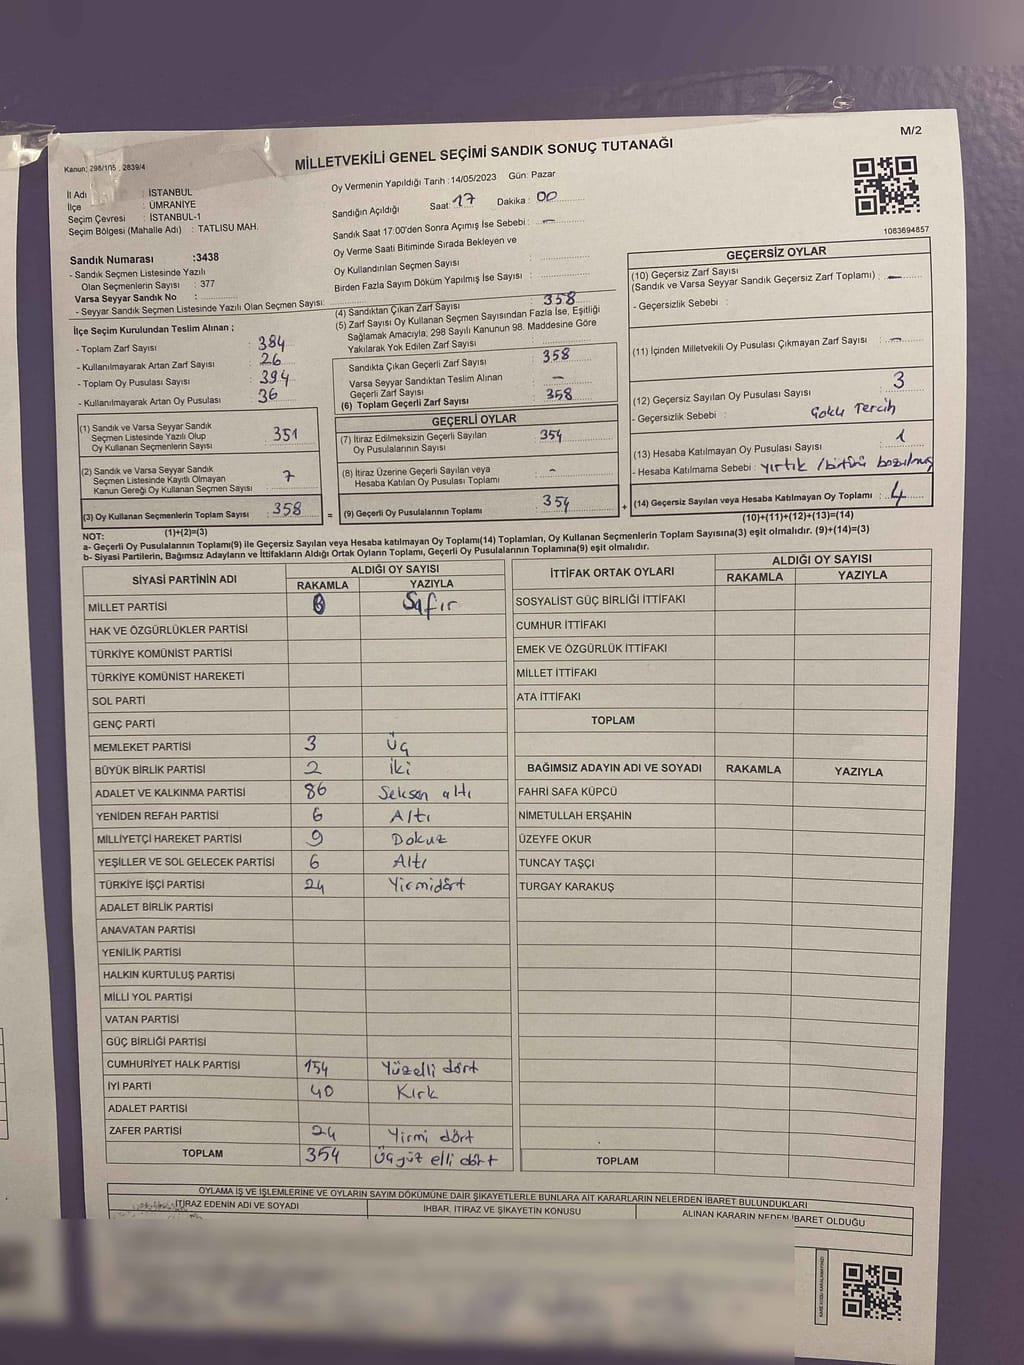 M/2
Kanun: 298/105 . 2839/4
MİLLETVEKİLİ GENEL SEÇİMİ SANDIK SONUÇ TUTANAĞI
İl Adı : İSTANBUL
İlçe : ÜMRANİYE
Seçim Çevresi : İSTANBUL-1
Seçim Bölgesi (Mahalle Adı) : TATLISU MAH.
Sandık Numarası :3438
- Sandık Seçmen Listesinde Yazılı
Olan Seçmenlerin Sayısı : 377
Varsa Seyyar Sandık No :
- Seyyar Sandık Seçmen Listesinde Yazılı Olan Seçmen Sayısı:
Oy Vermenin Yapıldığı Tarih : 14/05/2023 Gün: Pazar
Sandığın Açıldığı Saat: 17 Dakika : 00
Sandık Saat 17:00'den Sonra Açımış İse Sebebi : -
Oy Verme Saati Bitiminde Sırada Bekleyen ve
Oy Kullandırılan Seçmen Sayısı :
Birden Fazla Sayım Döküm Yapılmış İse Sayısı :
1083694857
İlçe Seçim Kurulundan Teslim Alınan ;
- Toplam Zarf Sayısı : 384
- Kullanılmayarak Artan Zarf Sayısı : 26
- Toplam Oy Pusulası Sayısı : 394
- Kullanılmayarak Artan Oy Pusulası : 36
(4) Sandıktan Çıkan Zarf Sayısı : 358
(5) Zarf Sayısı Oy Kullanan Seçmen Sayısından Fazla İse, Eşitliği
Sağlamak Amacıyla, 298 Sayılı Kanunun 98. Maddesine Göre
Yakılarak Yok Edilen Zarf Sayısı :
Sandıkta Çıkan Geçerli Zarf Sayısı : 358
Varsa Seyyar Sandıktan Teslim Alınan
Geçerli Zarf Sayısı : -
(6) Toplam Geçerli Zarf Sayısı : 358
(1) Sandık ve Varsa Seyyar Sandık
Seçmen Listesinde Yazılı Olup
Oy Kullanan Seçmenlerin Sayısı : 351
(2) Sandık ve Varsa Seyyar Sandık
Seçmen Listesinde Kayıtlı Olmayan
Kanun Gereği Oy Kullanan Seçmen Sayısı : 7
(3) Oy Kullanan Seçmenlerin Toplam Sayısı : 358
(1)+(2)=(3)
GEÇERLİ OYLAR
(7) İtiraz Edilmeksizin Geçerli Sayılan
Oy Pusulalarının Sayısı : 354
(8) İtiraz Üzerine Geçerli Sayılan veya
Hesaba Katılan Oy Pusulası Toplamı : -
= (9) Geçerli Oy Pusulalarının Toplamı : 354
GEÇERSİZ OYLAR
(10) Geçersiz Zarf Sayısı
(Sandık ve Varsa Seyyar Sandık Geçersiz Zarf Toplamı) : -
- Geçersizlik Sebebi :
(11) İçinden Milletvekili Oy Pusulası Çıkmayan Zarf Sayısı : -
(12) Geçersiz Sayılan Oy Pusulası Sayısı : 3
- Geçersizlik Sebebi : Çoklu Tercih
(13) Hesaba Katılmayan Oy Pusulası Sayısı : 1
- Hesaba Katılmama Sebebi : yırtık / bozulmuş
+ (14) Geçersiz Sayılan veya Hesaba Katılmayan Oy Toplamı : 4
(10)+(11)+(12)+(13)=(14)
NOT:
a- Geçerli Oy Pusulalarının Toplamı(9) ile Geçersiz Sayılan veya Hesaba katılmayan Oy Toplamı(14) Toplamları, Oy Kullanan Seçmenlerin Toplam Sayısına(3) eşit olmalıdır. (9)+(14)=(3)
b- Siyasi Partilerin, Bağımsız Adayların ve İttifakların Aldığı Ortak Oyların Toplamı, Geçerli Oy Pusulalarının Toplamına(9) eşit olmalıdır.
SİYASİ PARTİNİN ADI ALDIĞI OY SAYISI
RAKAMLA YAZIYLA
MİLLET PARTİSİ 0 Sıfır
HAK VE ÖZGÜRLÜKLER PARTİSİ
TÜRKİYE KOMÜNİST PARTİSİ
TÜRKİYE KOMÜNİST HAREKETİ
SOL PARTİ
GENÇ PARTİ
MEMLEKET PARTİSİ 3 Üç
BÜYÜK BİRLİK PARTİSİ 2 İki
ADALET VE KALKINMA PARTİSİ 86 Seksen altı
YENİDEN REFAH PARTİSİ 6 Altı
MİLLİYETÇİ HAREKET PARTİSİ 9 Dokuz
YEŞİLLER VE SOL GELECEK PARTİSİ 6 Altı
TÜRKİYE İŞÇİ PARTİSİ 24 Yirmidört
ADALET BİRLİK PARTİSİ
ANAVATAN PARTİSİ
YENİLİK PARTİSİ
HALKIN KURTULUŞ PARTİSİ
MİLLİ YOL PARTİSİ
VATAN PARTİSİ
GÜÇ BİRLİĞİ PARTİSİ
CUMHURİYET HALK PARTİSİ 154 Yüzelli dört
İYİ PARTİ 40 Kırk
ADALET PARTİSİ
ZAFER PARTİSİ 24 Yirmi dört
TOPLAM 354 Üçyüz elli dört
İTTİFAK ORTAK OYLARI ALDIĞI OY SAYISI
RAKAMLA YAZIYLA
SOSYALİST GÜÇ BİRLİĞİ İTTİFAKI
CUMHUR İTTİFAKI
EMEK VE ÖZGÜRLÜK İTTİFAKI
MİLLET İTTİFAKI
ATA İTTİFAKI
TOPLAM
BAĞIMSIZ ADAYIN ADI VE SOYADI RAKAMLA YAZIYLA
FAHRİ SAFA KÜPCÜ
NİMETULLAH ERŞAHİN
ÜZEYFE OKUR
TUNCAY TAŞÇI
TURGAY KARAKUŞ
TOPLAM
OYLAMA İŞ VE İŞLEMLERİNE VE OYLARIN SAYIM DÖKÜMÜNE DAİR ŞİKAYETLERLE BUNLARA AİT KARARLARIN NELERDEN İBARET BULUNDUKLARI
İTİRAZ EDENİN ADI VE SOYADI İHBAR, İTİRAZ VE ŞİKAYETİN KONUSU ALINAN KARARIN NEDEN İBARET OLDUĞU